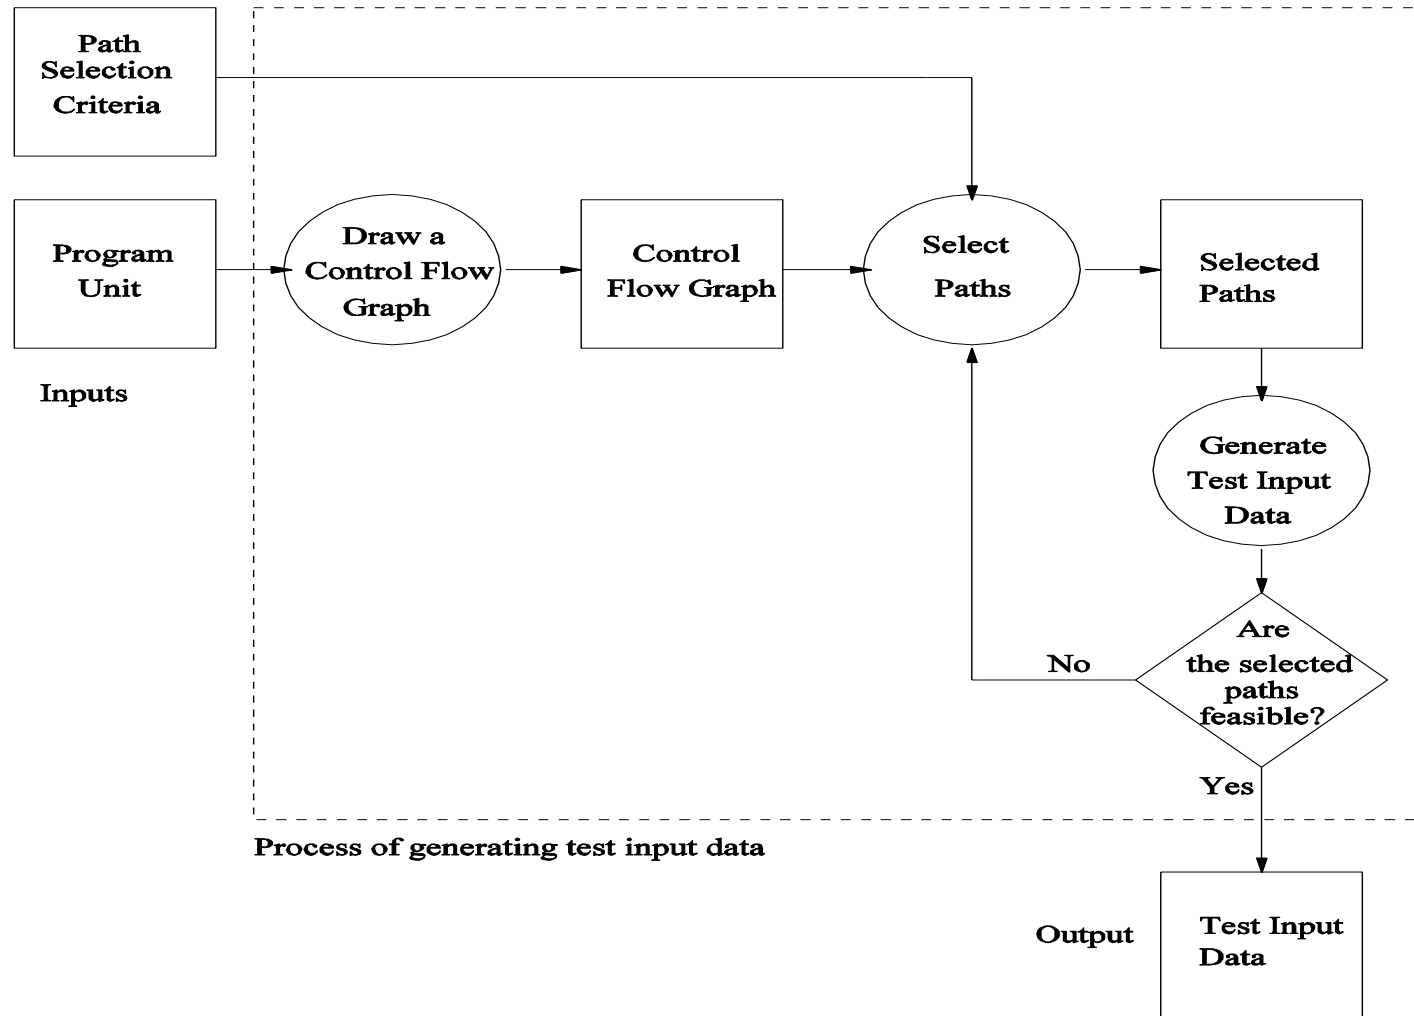 Path
Selection
Criteria
Program
Unit
Inputs
Draw a
Control Flow
Graph
Control
Flow Graph
Select
Paths
Selected
Paths
Generate
Test Input
Data
Are
the selected
paths
feasible?
No
Yes
Process of generating test input data
Output
Test Input
Data